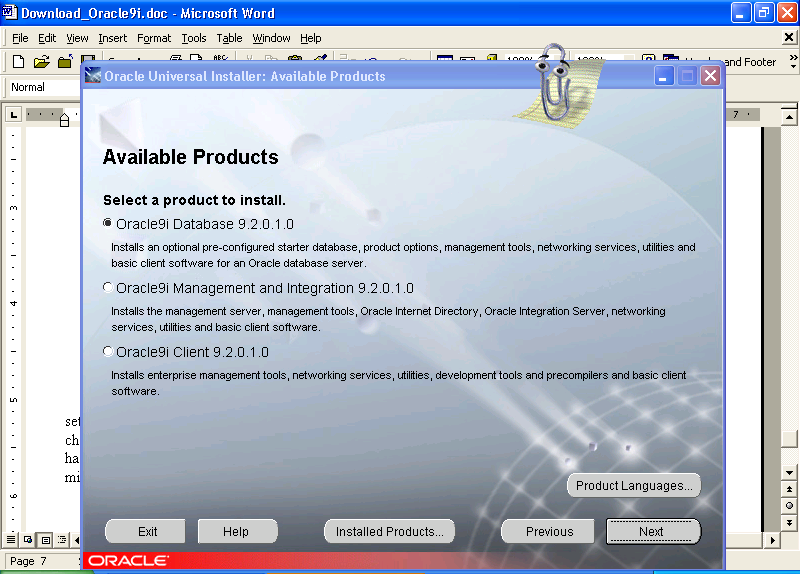 Download_Oracle9i.doc - Microsoft Word
File Edit View Insert Format Tools Table Window Help
and Footer
Normal
Oracle Universal Installer: Available Products
7
Available Products
Select a product to install.
Oracle9i Database 9.2.0.1.0
Installs an optional pre-configured starter database, product options, management tools, networking services, utilities and
basic client software for an Oracle database server.
3
Oracle9i Management and Integration 9.2.0.1.0
4
Installs the management server, management tools, Oracle Internet Directory, Oracle Integration Server, networking
services, utilities and basic client software.
Oracle9i Client 9.2.0.1.0
Installs enterprise management tools, networking services, utilities, development tools and precompilers and basic client
software.
5
se
ch
ha
mi
6
Product Languages...
Exit Help Installed Products... Previous Next
Page 7
ORACLE